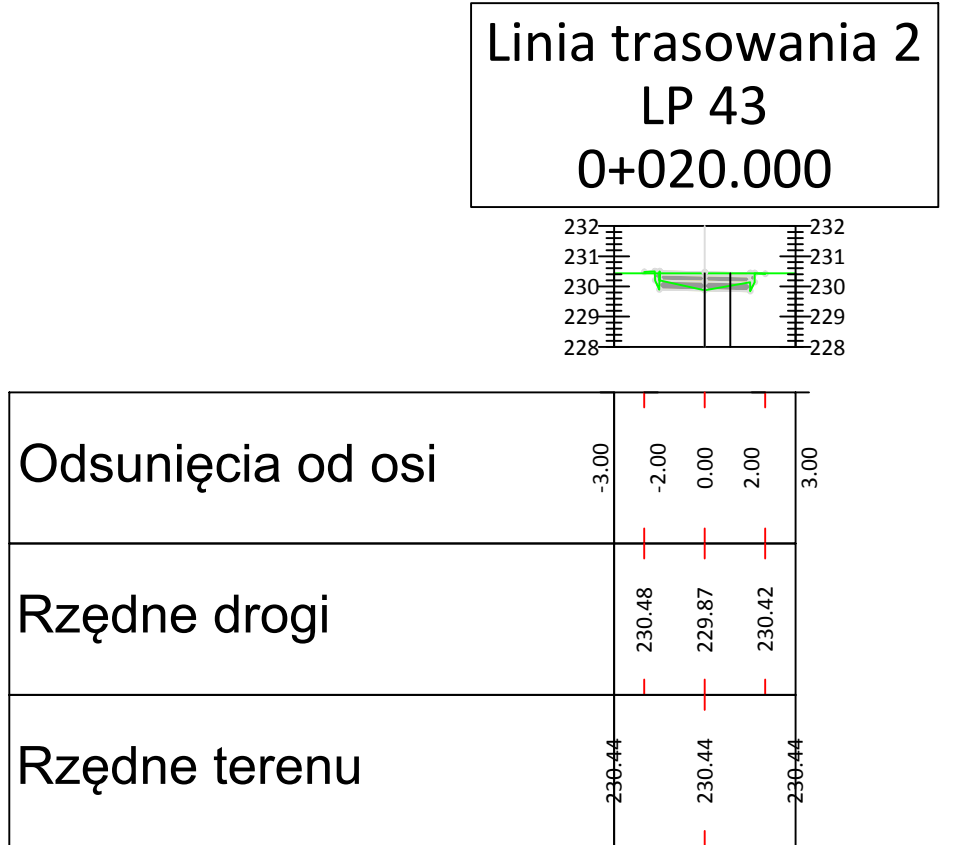 Linia trasowania 2
LP 43
0+020.000
232 232
231 231
230 230
229 229
228 228
Odsunięcia od osi -3.00 -2.00 0.00 2.00 3.00
Rzędne drogi 230.48 229.87 230.42
Rzędne terenu 230.44 230.44 230.44